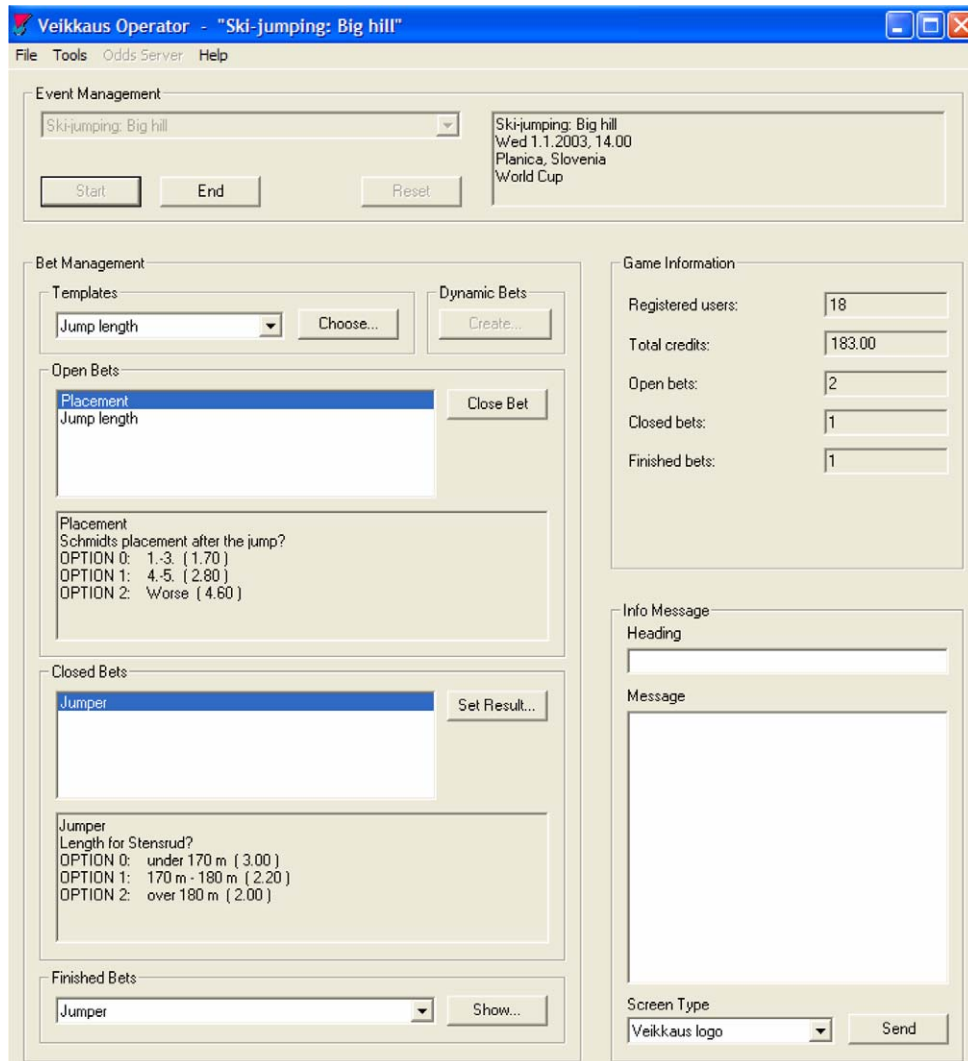 Veikkaus Operator - "Ski-jumping: Big hill"
File Tools Odds Server Help
Event Management
Ski-jumping: Big hill
Start End Reset
Ski-jumping: Big hill
Wed 1.1.2003, 14.00
Planica, Slovenia
World Cup
Bet Management
Templates
Jump length Choose...
Dynamic Bets
Create...
Open Bets
Placement
Jump length
Close Bet
Placement
Schmidts placement after the jump?
OPTION 0: 1.-3. ( 1.70 )
OPTION 1: 4.-5. ( 2.80 )
OPTION 2: Worse ( 4.60 )
Closed Bets
Jumper
Set Result...
Jumper
Length for Stensrud?
OPTION 0: under 170 m ( 3.00 )
OPTION 1: 170 m - 180 m ( 2.20 )
OPTION 2: over 180 m ( 2.00 )
Finished Bets
Jumper Show...
Game Information
Registered users: 18
Total credits: 183.00
Open bets: 2
Closed bets: 1
Finished bets: 1
Info Message
Heading
Message
Screen Type
Veikkaus logo Send